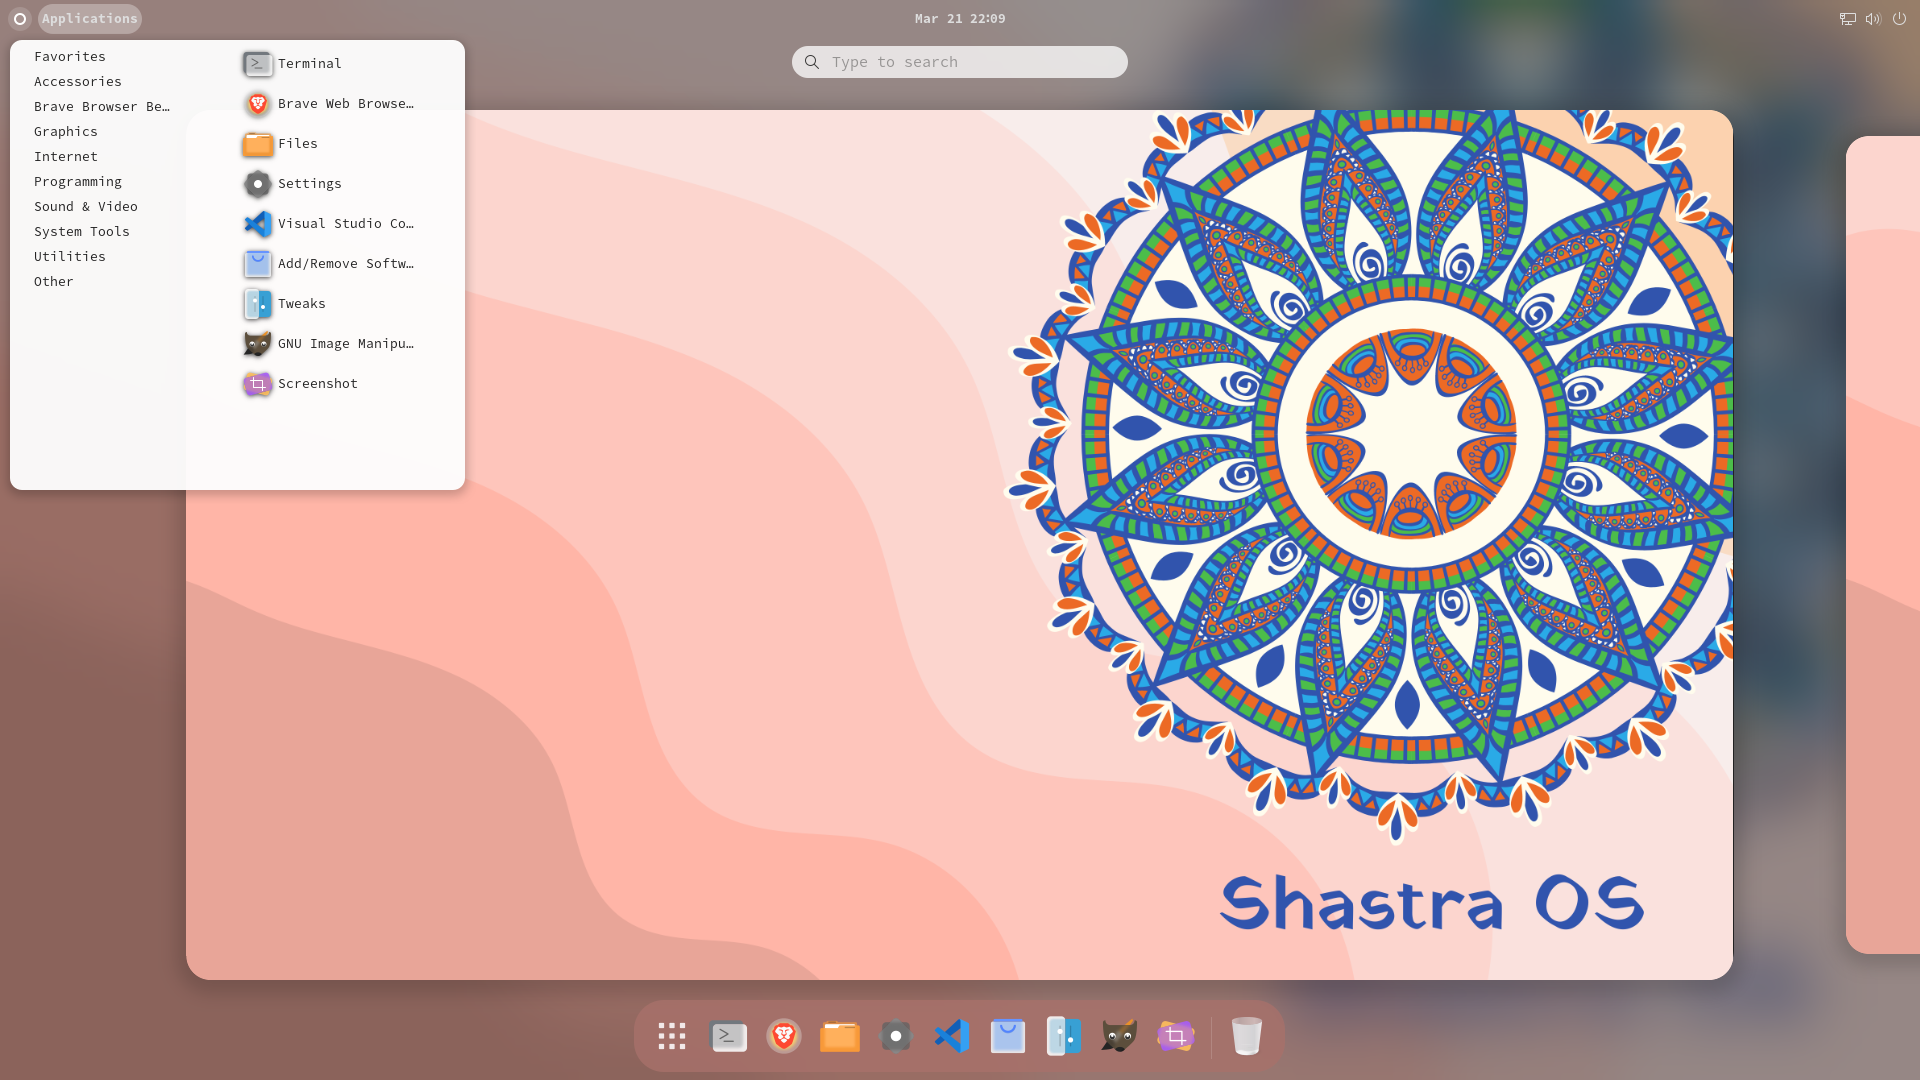 Applications
Mar 21 22:09
Type to search
Favorites
Accessories
Brave Browser Be…
Graphics
Internet
Programming
Sound & Video
System Tools
Utilities
Other
Terminal
Brave Web Browse…
Files
Settings
Visual Studio Co…
Add/Remove Softw…
Tweaks
GNU Image Manipu…
Screenshot
Shastra OS